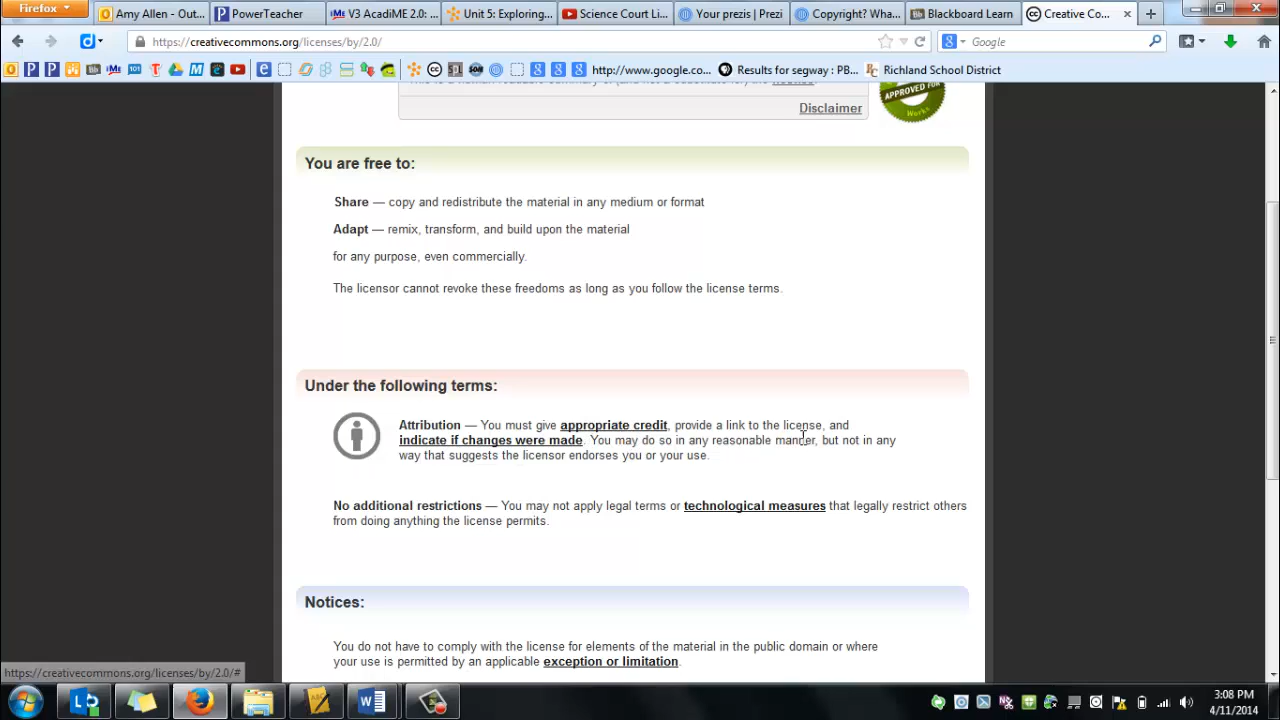 Firefox
Amy Allen - Out...
PowerTeacher
V3 AcadiME 2.0: ...
Unit 5: Exploring...
Science Court Li...
Your prezis | Prezi
Copyright? Wha...
Blackboard Learn
Creative Co...
https://creativecommons.org/licenses/by/2.0/
Google
http://www.google.co...
Results for segway : PB...
Richland School District
Disclaimer
APPROVED FOR
Works
You are free to:
Share — copy and redistribute the material in any medium or format
Adapt — remix, transform, and build upon the material
for any purpose, even commercially.
The licensor cannot revoke these freedoms as long as you follow the license terms.
Under the following terms:
Attribution — You must give appropriate credit, provide a link to the license, and
indicate if changes were made. You may do so in any reasonable manner, but not in any
way that suggests the licensor endorses you or your use.
No additional restrictions — You may not apply legal terms or technological measures that legally restrict others
from doing anything the license permits.
Notices:
You do not have to comply with the license for elements of the material in the public domain or where
your use is permitted by an applicable exception or limitation.
https://creativecommons.org/licenses/by/2.0/#
3:08 PM
4/11/2014